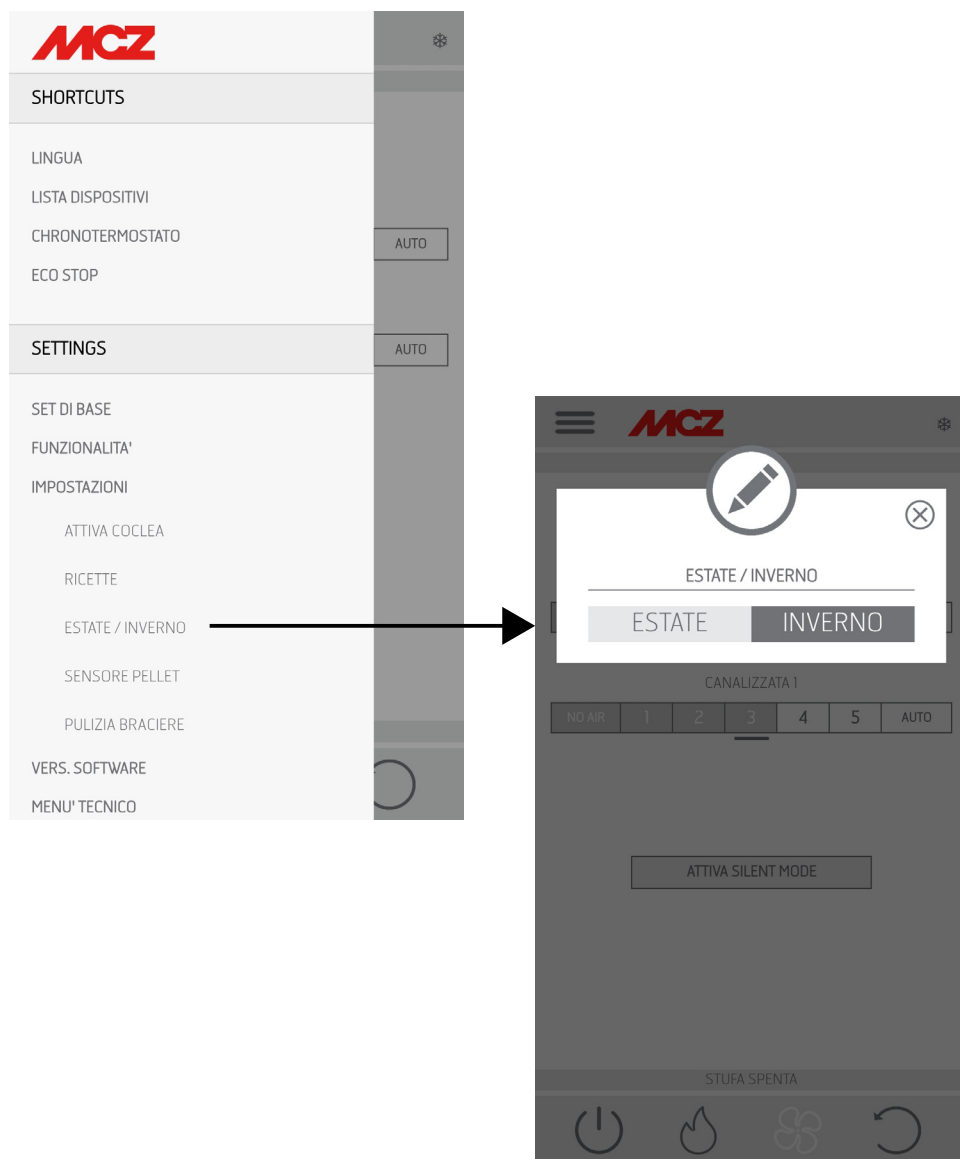 MCZ
SHORTCUTS
LINGUA
LISTA DISPOSITIVI
CHRONOTERMOSTATO
AUTO
ECO STOP
SETTINGS
AUTO
SET DI BASE
FUNZIONALITA'
IMPOSTAZIONI
ATTIVA COCLEA
RICETTE
ESTATE / INVERNO
SENSORE PELLET
PULIZIA BRACIERE
VERS. SOFTWARE
MENU' TECNICO
MCZ
ESTATE / INVERNO
ESTATE INVERNO
CANALIZZATA 1
NO AIR 1 2 3 4 5 AUTO
ATTIVA SILENT MODE
STUFA SPENTA